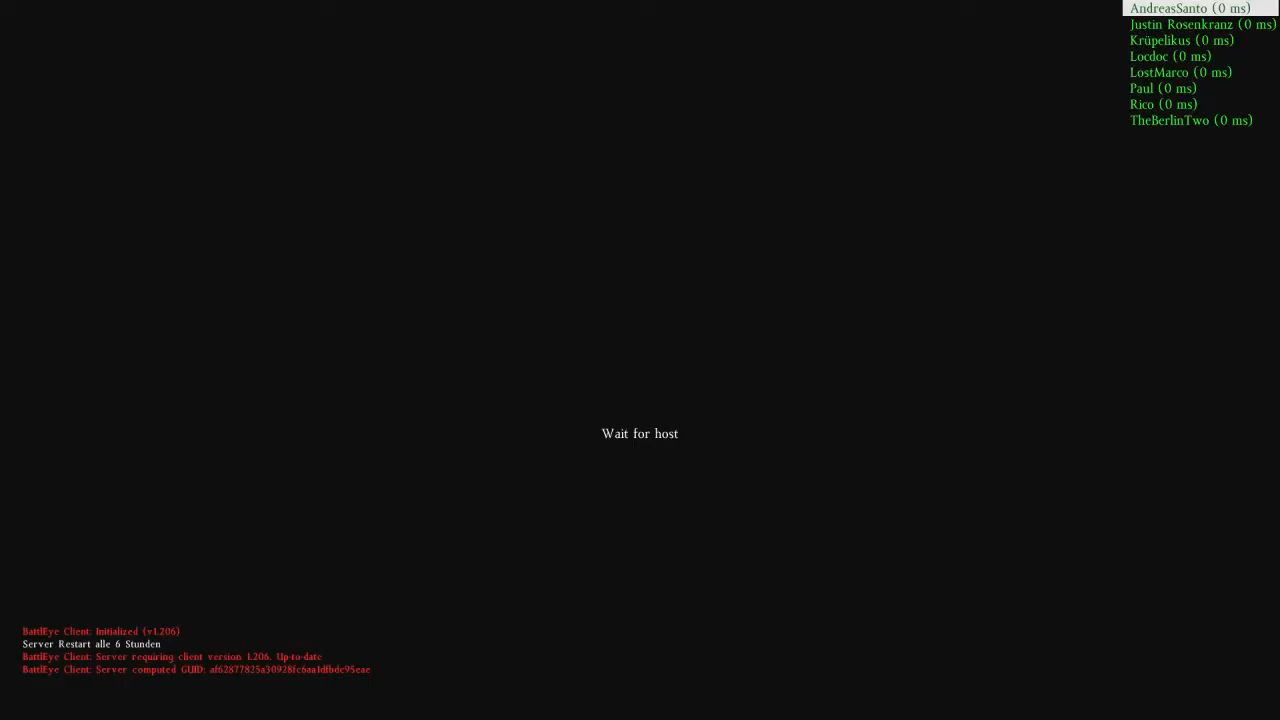 AndreasSanto (0 ms)
Justin Rosenkranz (0 ms)
Krüpelikus (0 ms)
Locdoc (0 ms)
LostMarco (0 ms)
Paul (0 ms)
Rico (0 ms)
TheBerlinTwo (0 ms)
Wait for host
BattlEye Client: Initialized (v1.206)
Server Restart alle 6 Stunden
BattlEye Client: Server requiring client version 1.206. Up-to-date
BattlEye Client: Server computed GUID: af62877825a30928fc6aa1dfbdc95eae